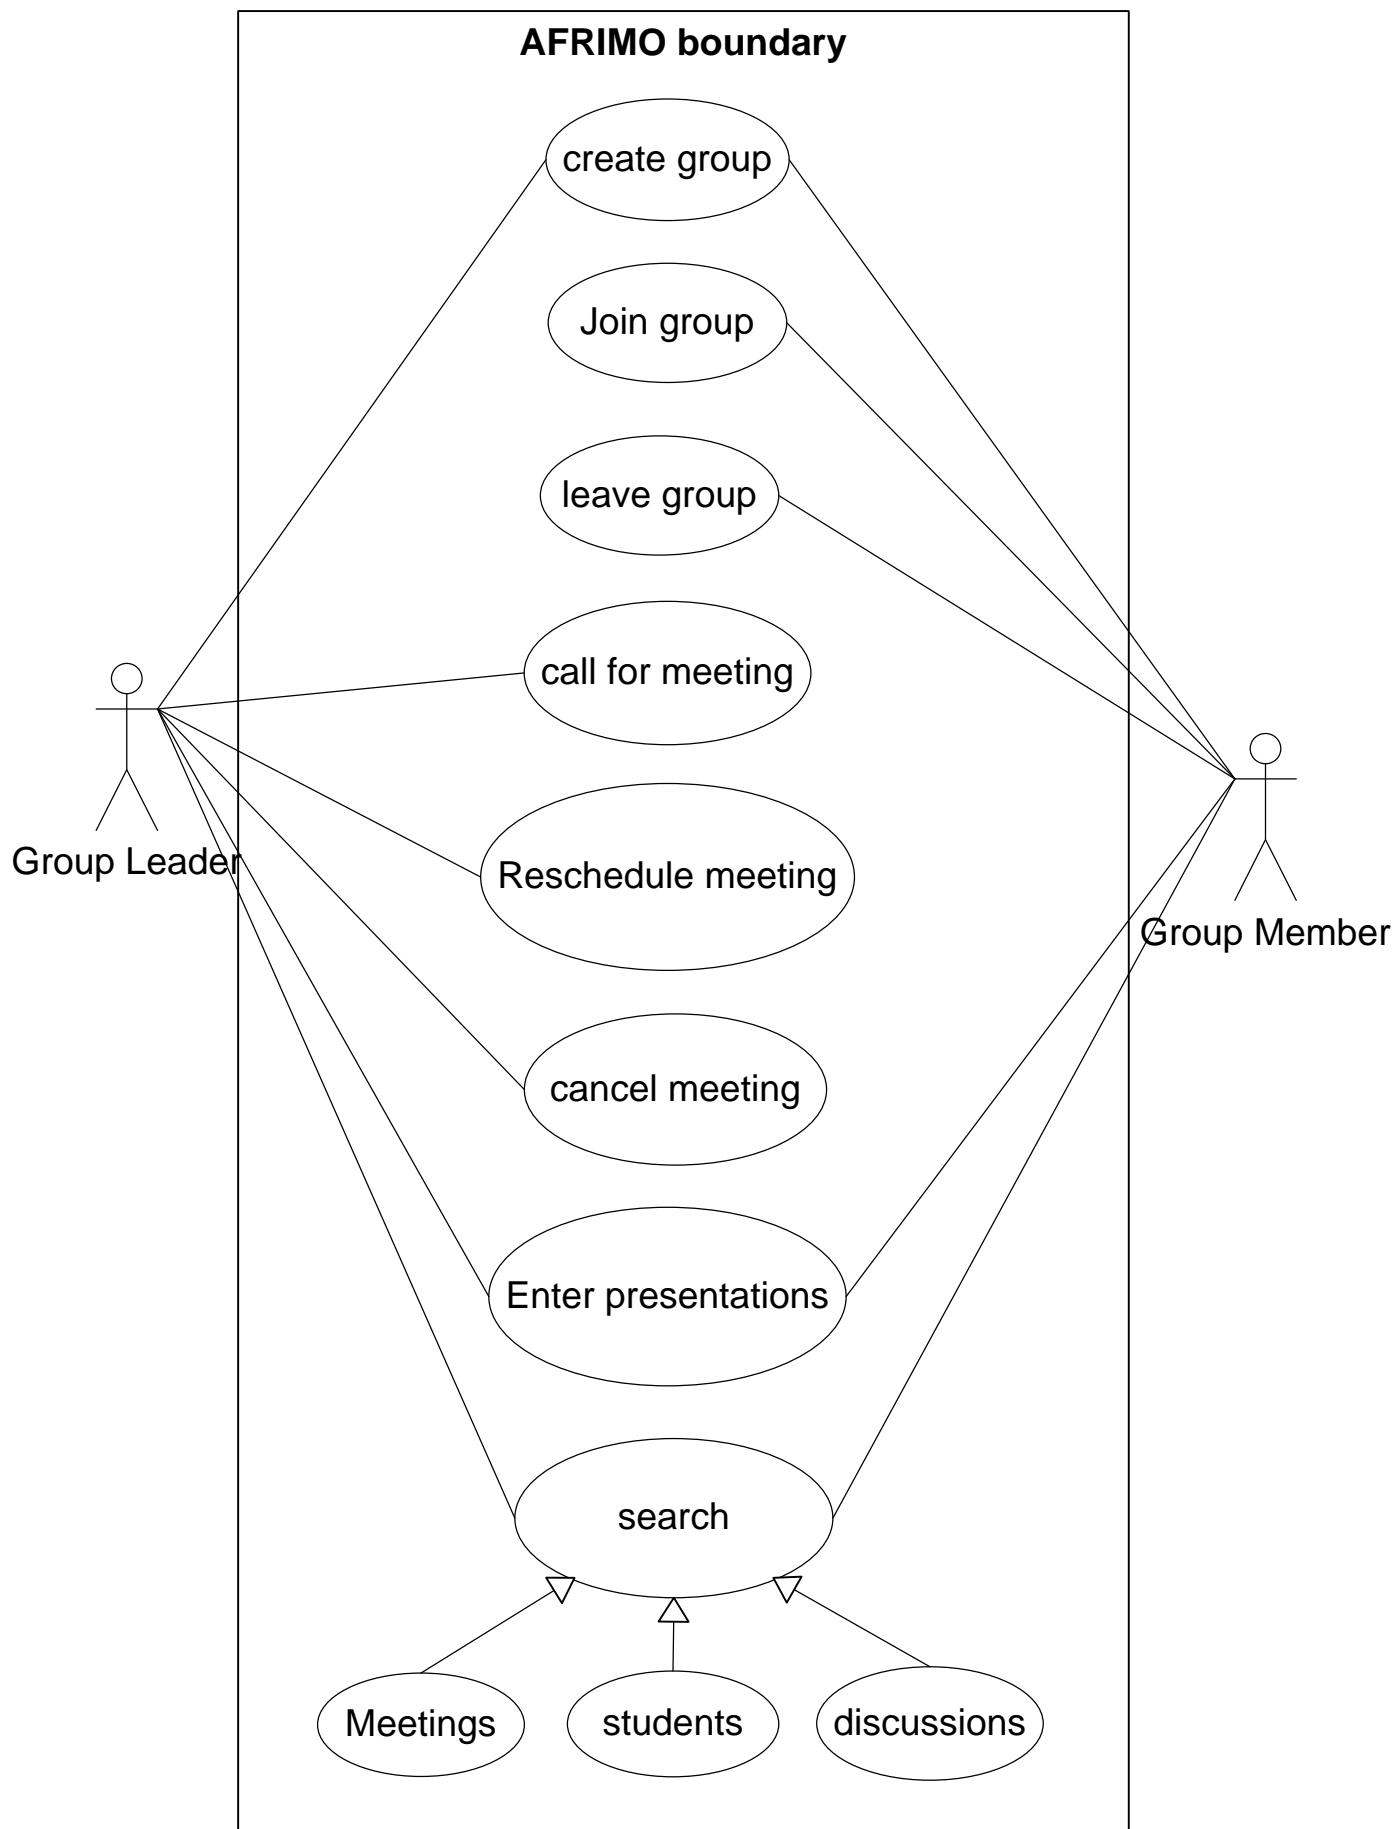 AFRIMO boundary
create group
Join group
leave group
call for meeting
Group Leader
Reschedule meeting
Group Member
cancel meeting
Enter presentations
search
Meetings
students
discussions